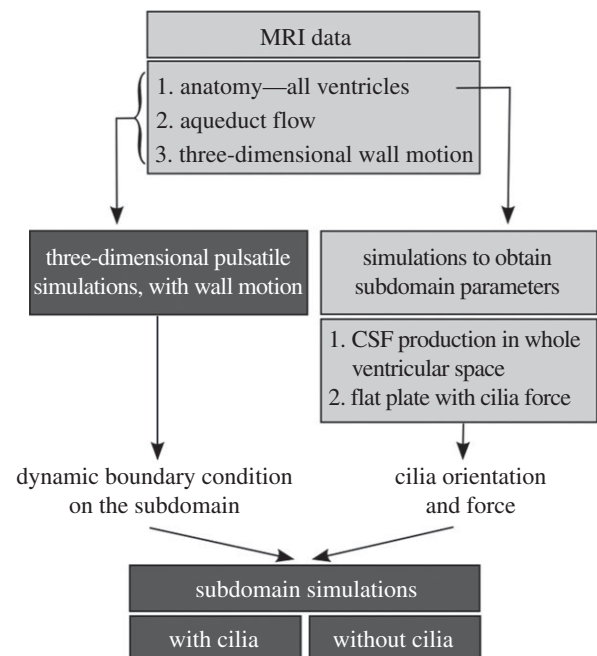 MRI data
1. anatomy—all ventricles
2. aqueduct flow
3. three-dimensional wall motion
three-dimensional pulsatile
simulations, with wall motion
simulations to obtain
subdomain parameters
1. CSF production in whole
ventricular space
2. flat plate with cilia force
dynamic boundary condition
on the subdomain
cilia orientation
and force
subdomain simulations
with cilia
without cilia